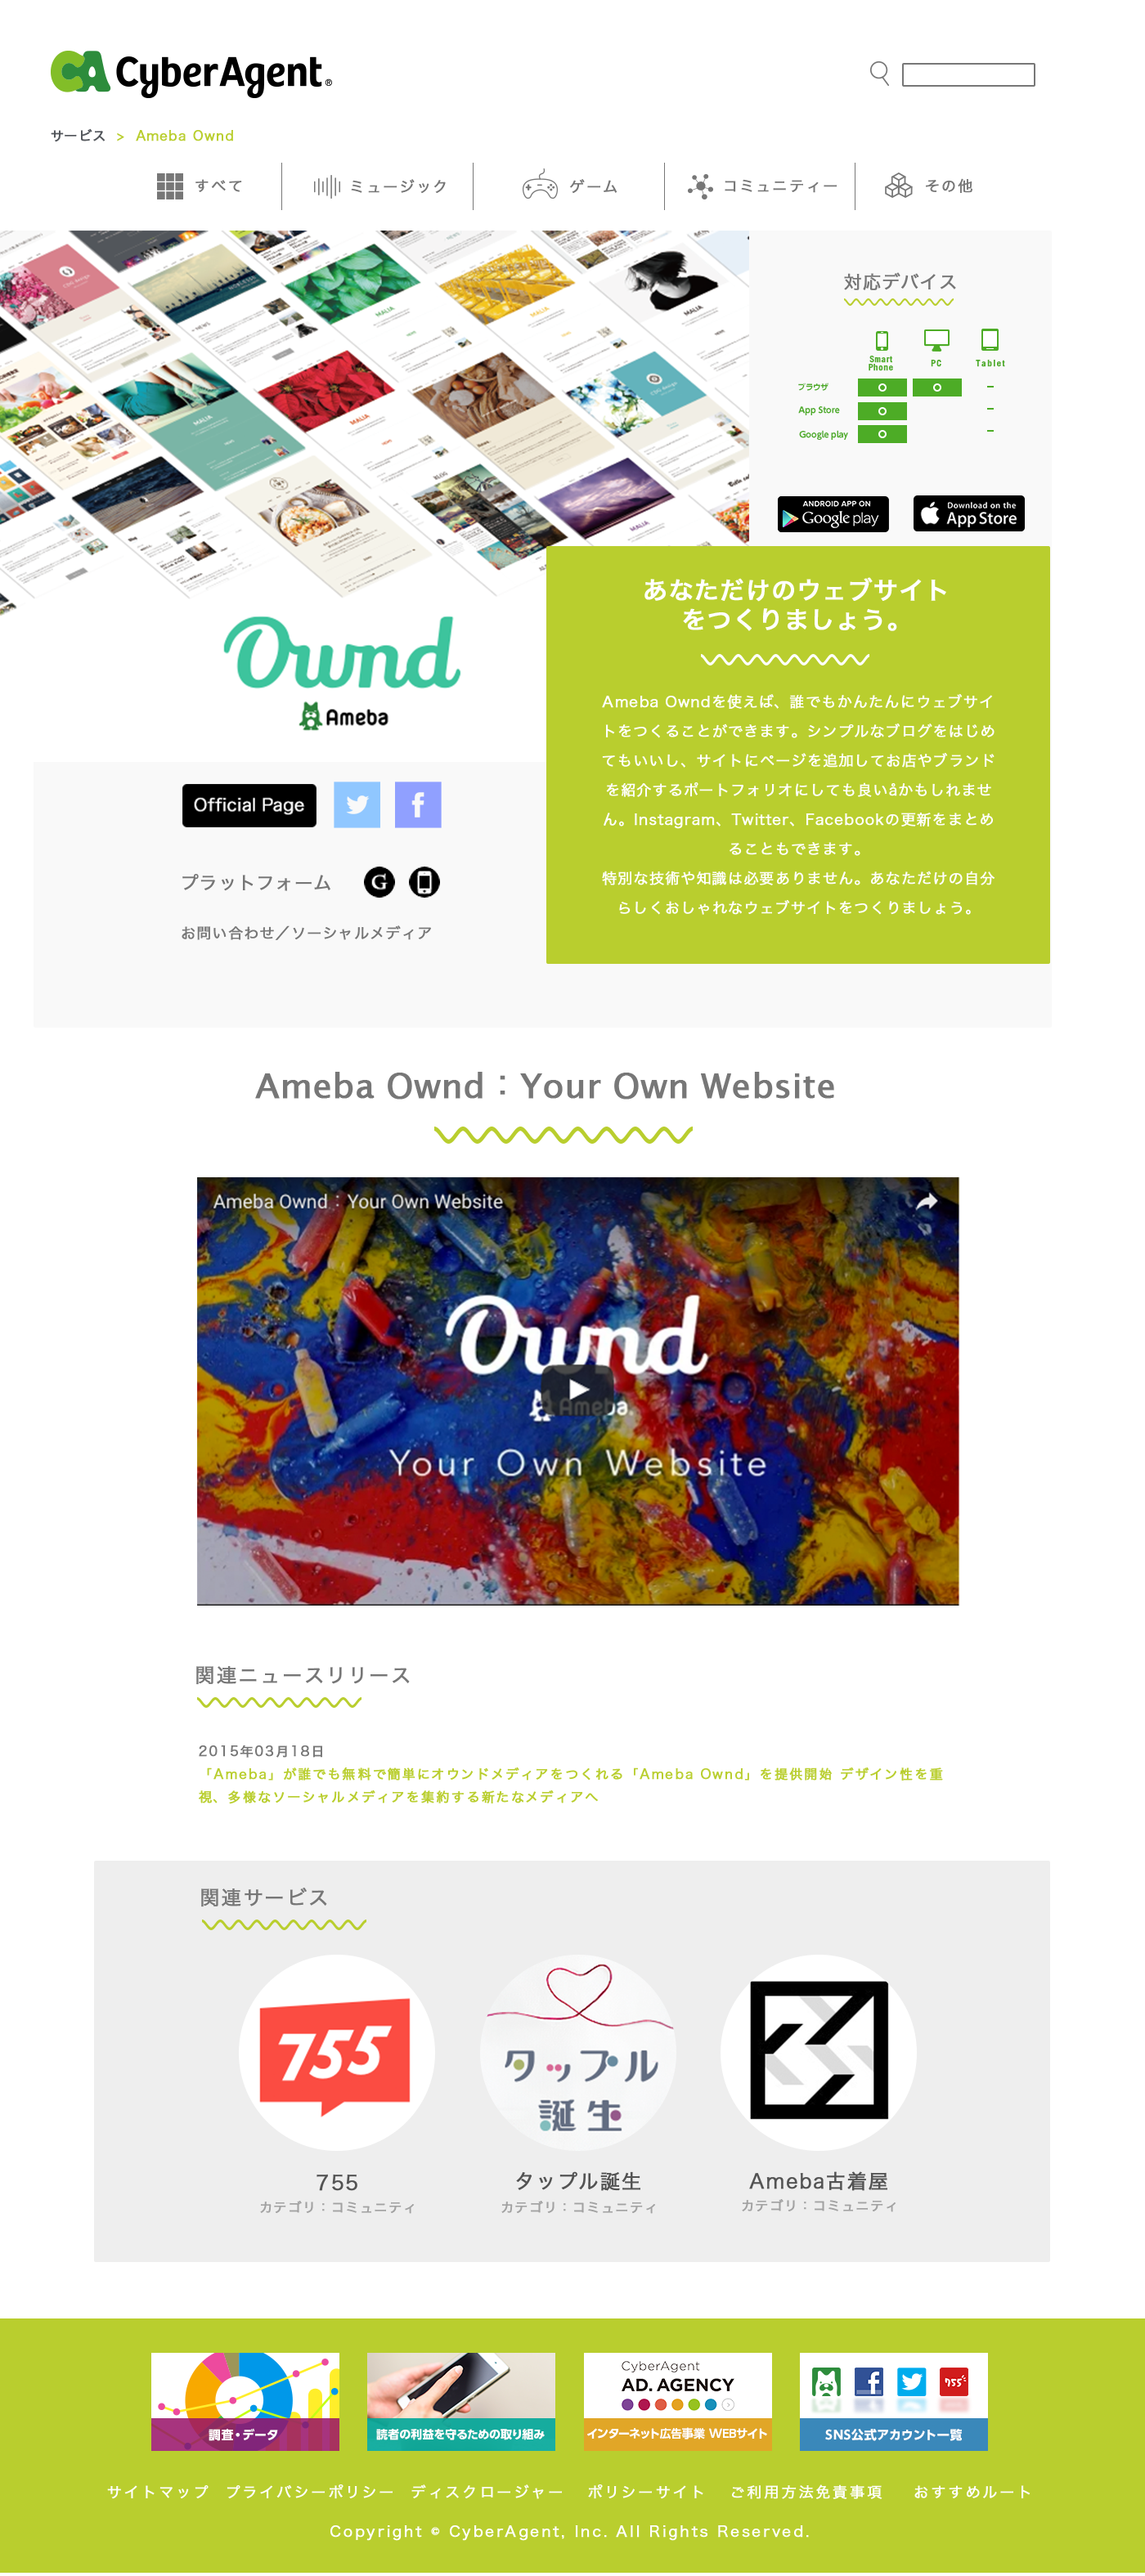 CyberAgent®
サービス > Ameba Ownd
すべて
ミュージック
ゲーム
コミュニティー
その他
対応デバイス
Smart Phone
PC
Tablet
ブラウザ
App Store
Google play
ANDROID APP ON
Google play
Download on the
App Store
あなただけのウェブサイト
をつくりましょう。
Ownd
Ameba
Ameba Owndを使えば、誰でもかんたんにウェブサイ
トをつくることができます。シンプルなブログをはじめ
てもいいし、サイトにページを追加してお店やブランド
を紹介するポートフォリオにしても良いåかもしれませ
ん。Instagram、Twitter、Facebookの更新をまとめ
ることもできます。
特別な技術や知識は必要ありません。あなただけの自分
らしくおしゃれなウェブサイトをつくりましょう。
Official Page
プラットフォーム
お問い合わせ／ソーシャルメディア
Ameba Ownd：Your Own Website
Ameba Ownd：Your Own Website
Ownd
Ameba.
Your Own Website
関連ニュースリリース
2015年03月18日
「Ameba」が誰でも無料で簡単にオウンドメディアをつくれる「Ameba Ownd」を提供開始 デザイン性を重
視、多様なソーシャルメディアを集約する新たなメディアへ
関連サービス
755
タップル
誕生
755
カテゴリ：コミュニティ
タップル誕生
カテゴリ：コミュニティ
Ameba古着屋
カテゴリ：コミュニティ
調査・データ
読者の利益を守るための取り組み
CyberAgent
AD. AGENCY
インターネット広告事業 WEBサイト
755
SNS公式アカウント一覧
サイトマップ プライバシーポリシー ディスクロージャー ポリシーサイト ご利用方法免責事項 おすすめルート
Copyright © CyberAgent, Inc. All Rights Reserved.